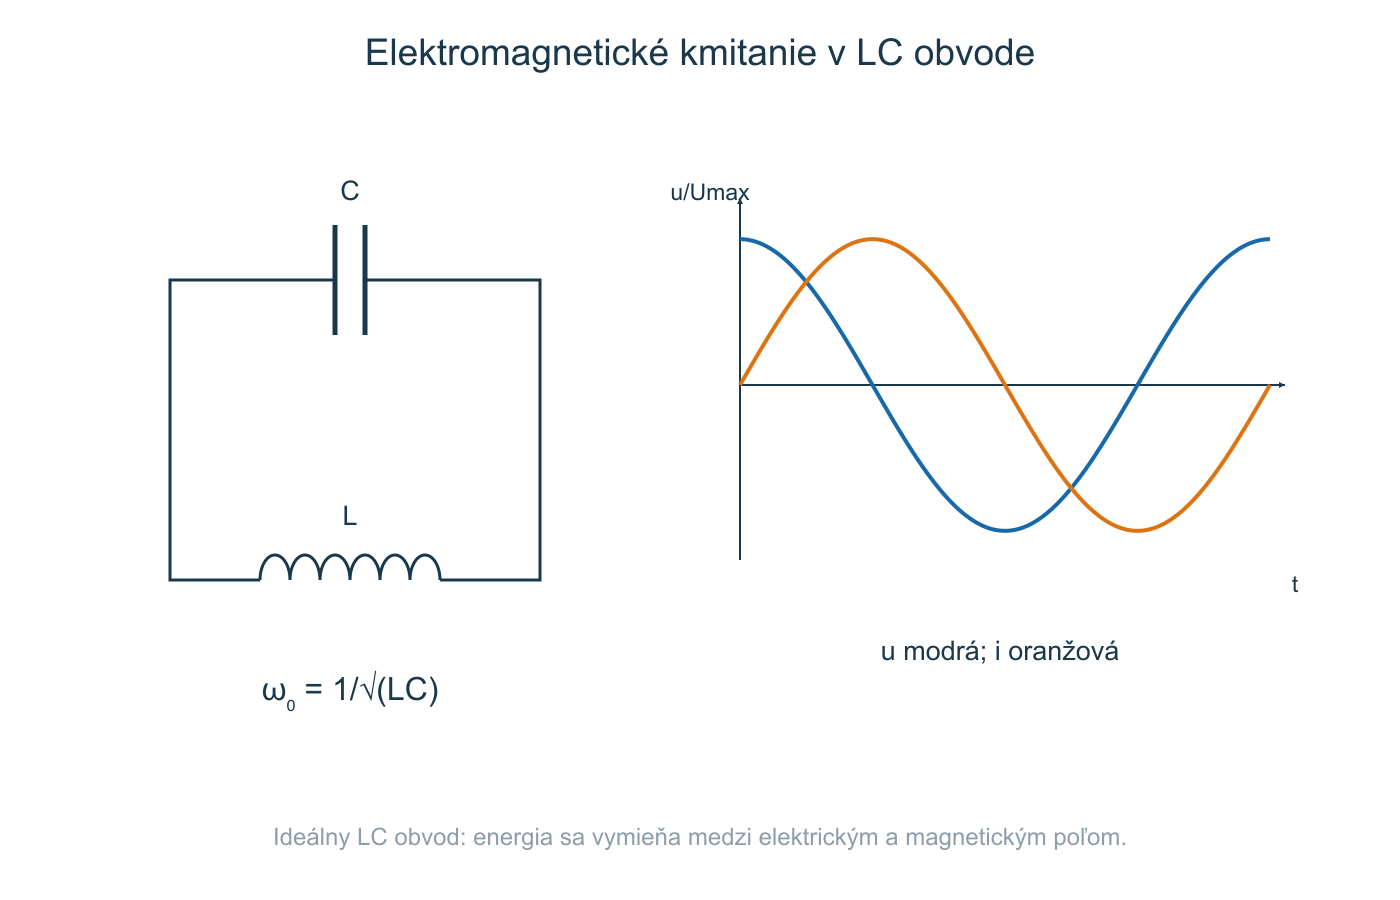 Elektromagnetické kmitanie v LC obvode
C
L
ω₀ = 1/√(LC)
u/Umax
t
u modrá; i oranžová
Ideálny LC obvod: energia sa vymieňa medzi elektrickým a magnetickým poľom.